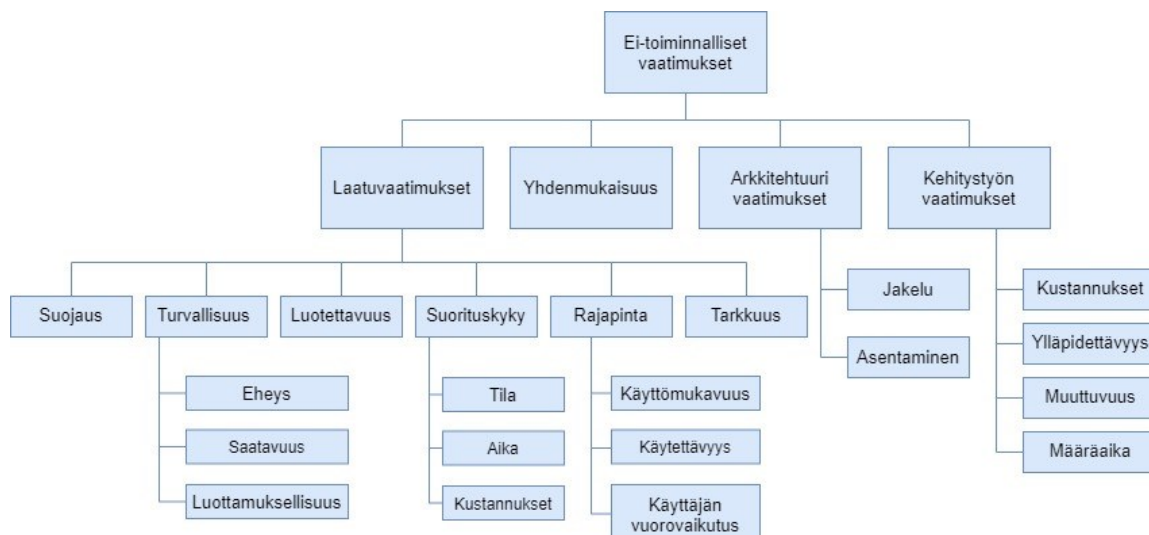 Ei-toiminnalliset
vaatimukset
Laatuvaatimukset
Yhdenmukaisuus
Arkkitehtuuri
vaatimukset
Kehitystyön
vaatimukset
Suojaus
Turvallisuus
Luotettavuus
Suorituskyky
Rajapinta
Tarkkuus
Eheys
Saatavuus
Luottamuksellisuus
Tila
Aika
Kustannukset
Käyttömukavuus
Käytettävyys
Käyttäjän
vuorovaikutus
Jakelu
Asentaminen
Kustannukset
Ylläpidettävyys
Muuttuvuus
Määräaika